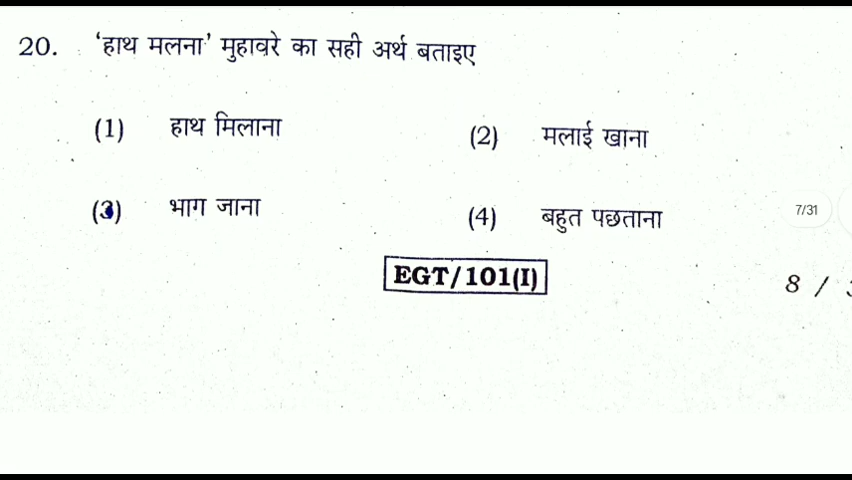 20. 'हाथ मलना' मुहावरे का सही अर्थ बताइए
(1) हाथ मिलाना (2) मलाई खाना
(3) भाग जाना (4) बहुत पछताना
7/31
EGT/101(I)
8 /